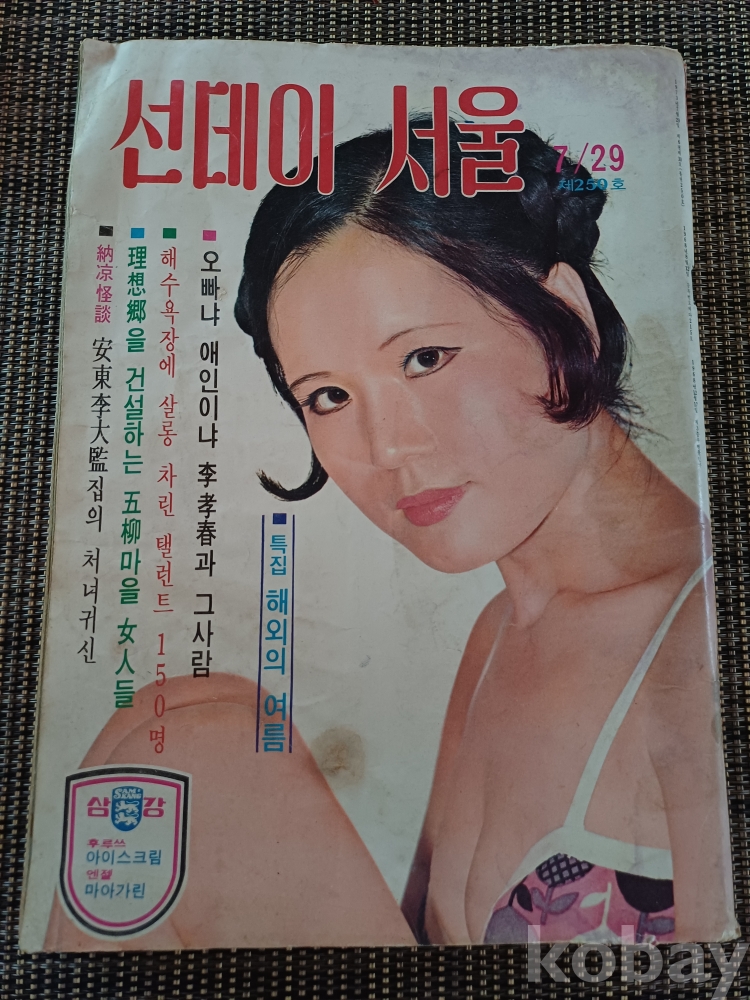 선데이 서울
7/29
제259호
오빠냐 애인이냐 李孝春과 그사람
해수욕장에 살롱 차린 탤런트 150명
理想鄕을 건설하는 五柳마을 女人들
納凉怪談 安東李大監집의 처녀귀신
특집 해외의 여름
SAM KANG
삼강
후루쓰
아이스크림
엔젤
마아가린
kobay